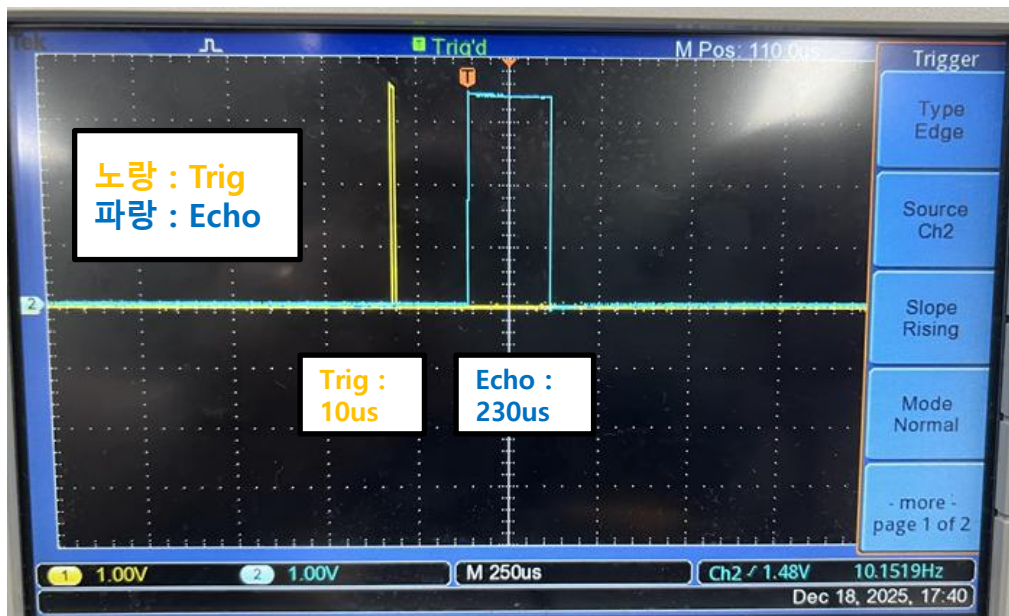 Tek
T Trig'd
M Pos: 110.0us
Trigger
T
Type
Edge
노랑 : Trig
파랑 : Echo
Source
Ch2
2
Slope
Rising
Trig :
10us
Echo :
230us
Mode
Normal
- more -
page 1 of 2
1 1.00V
2 1.00V
M 250us
Ch2 / 1.48V
10.1519Hz
Dec 18, 2025, 17:40